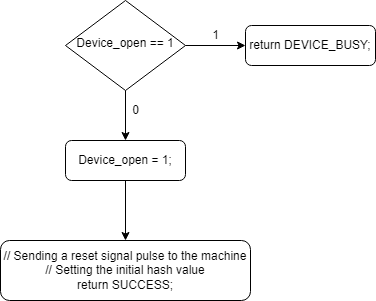 Device_open == 1
1
return DEVICE_BUSY;
0
Device_open = 1;
// Sending a reset signal pulse to the machine
// Setting the initial hash value
return SUCCESS;